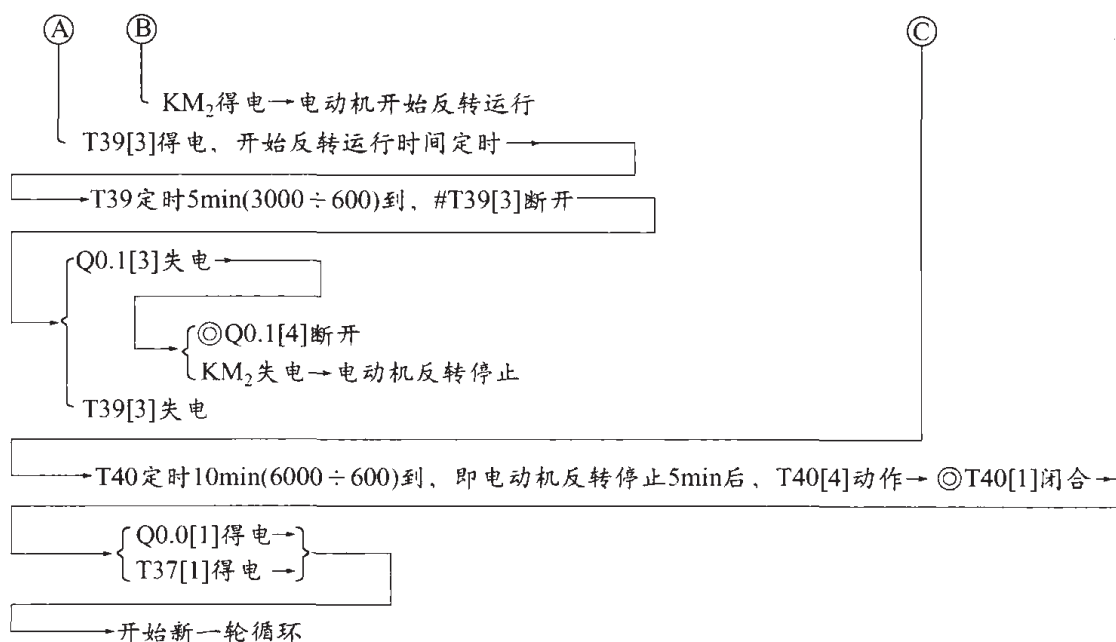 A B C
KM₂得电→电动机开始反转运行
T39[3]得电、开始反转运行时间定时→
→T39定时5min(3000÷600)到、#T39[3]断开
Q0.1[3]失电→
◎Q0.1[4]断开
KM₂失电→电动机反转停止
T39[3]失电
→T40定时10min(6000÷600)到、即电动机反转停止5min后、T40[4]动作→◎T40[1]闭合→
Q0.0[1]得电→
T37[1]得电→
→开始新一轮循环